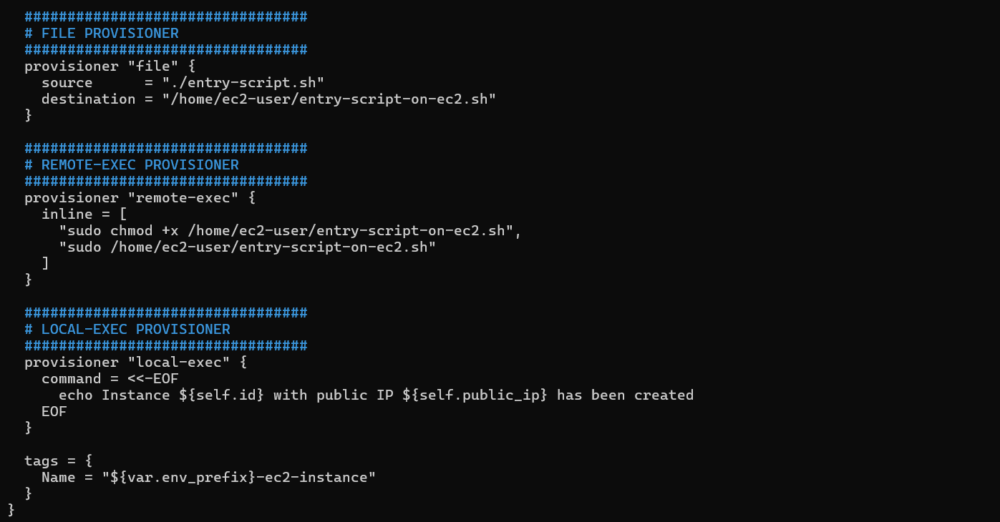 #################################
# FILE PROVISIONER
#################################
provisioner "file" {
  source      = "./entry-script.sh"
  destination = "/home/ec2-user/entry-script-on-ec2.sh"
}

#################################
# REMOTE-EXEC PROVISIONER
#################################
provisioner "remote-exec" {
  inline = [
    "sudo chmod +x /home/ec2-user/entry-script-on-ec2.sh",
    "sudo /home/ec2-user/entry-script-on-ec2.sh"
  ]
}

#################################
# LOCAL-EXEC PROVISIONER
#################################
provisioner "local-exec" {
  command = <<-EOF
    echo Instance ${self.id} with public IP ${self.public_ip} has been created
  EOF
}

tags = {
  Name = "${var.env_prefix}-ec2-instance"
}
}